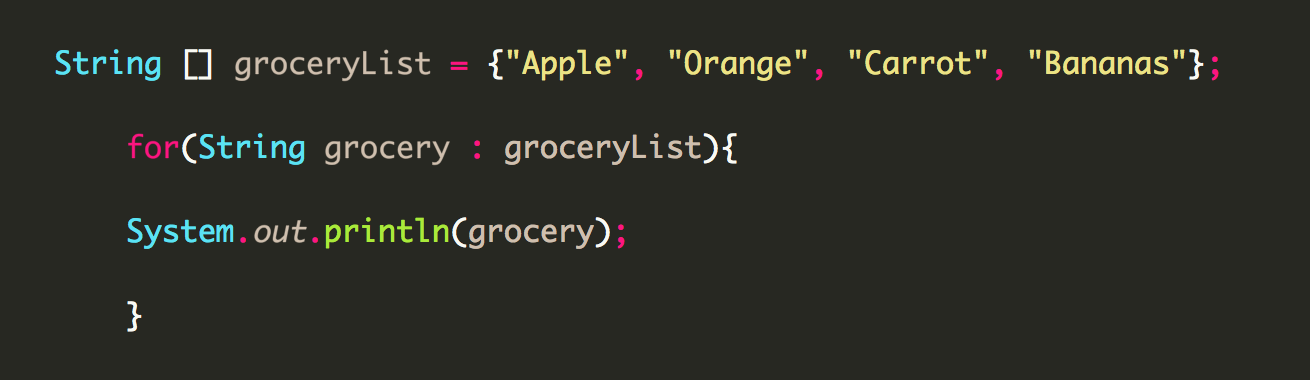 String [] groceryList = {"Apple", "Orange", "Carrot", "Bananas"};
for(String grocery : groceryList){
System.out.println(grocery);
}